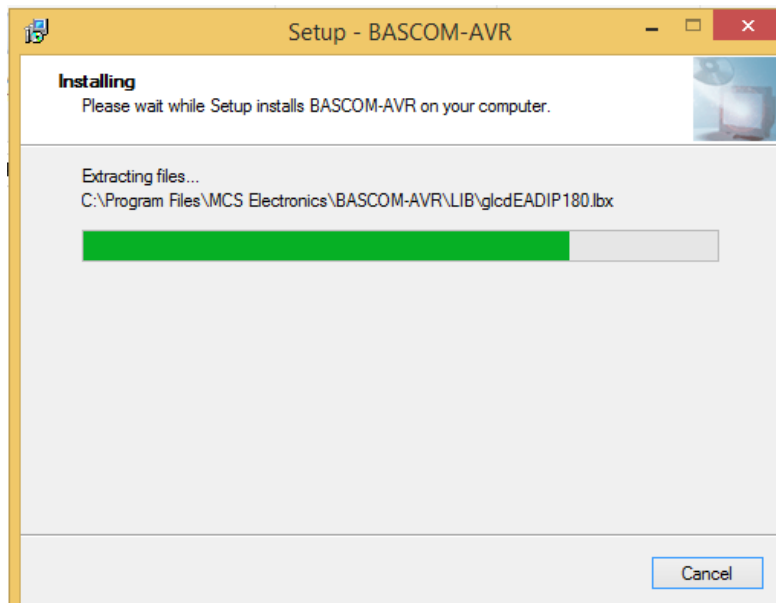 Setup - BASCOM-AVR
Installing
Please wait while Setup installs BASCOM-AVR on your computer.
Extracting files...
C:\Program Files\MCS Electronics\BASCOM-AVR\LIB\glcdEADIP180.lbx
Cancel